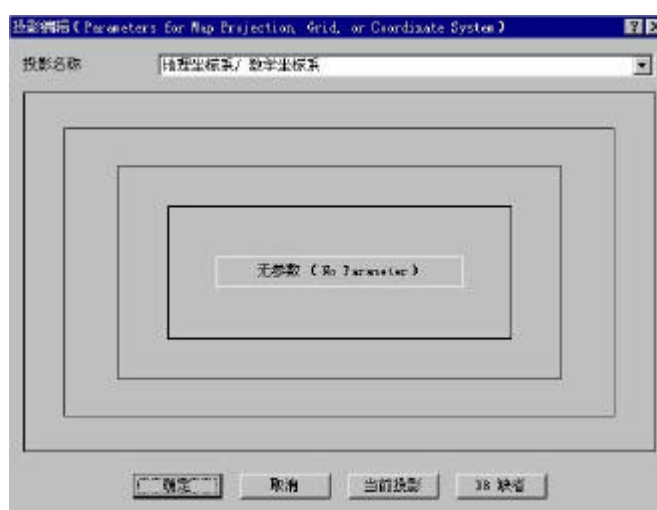 投影编辑(Parameters for Map Projection, Grid, or Coordinate System)
投影名称 地理坐标系/ 数学坐标系
无参数 (No Parameter)
确定 取消 当前投影 DB 缺省